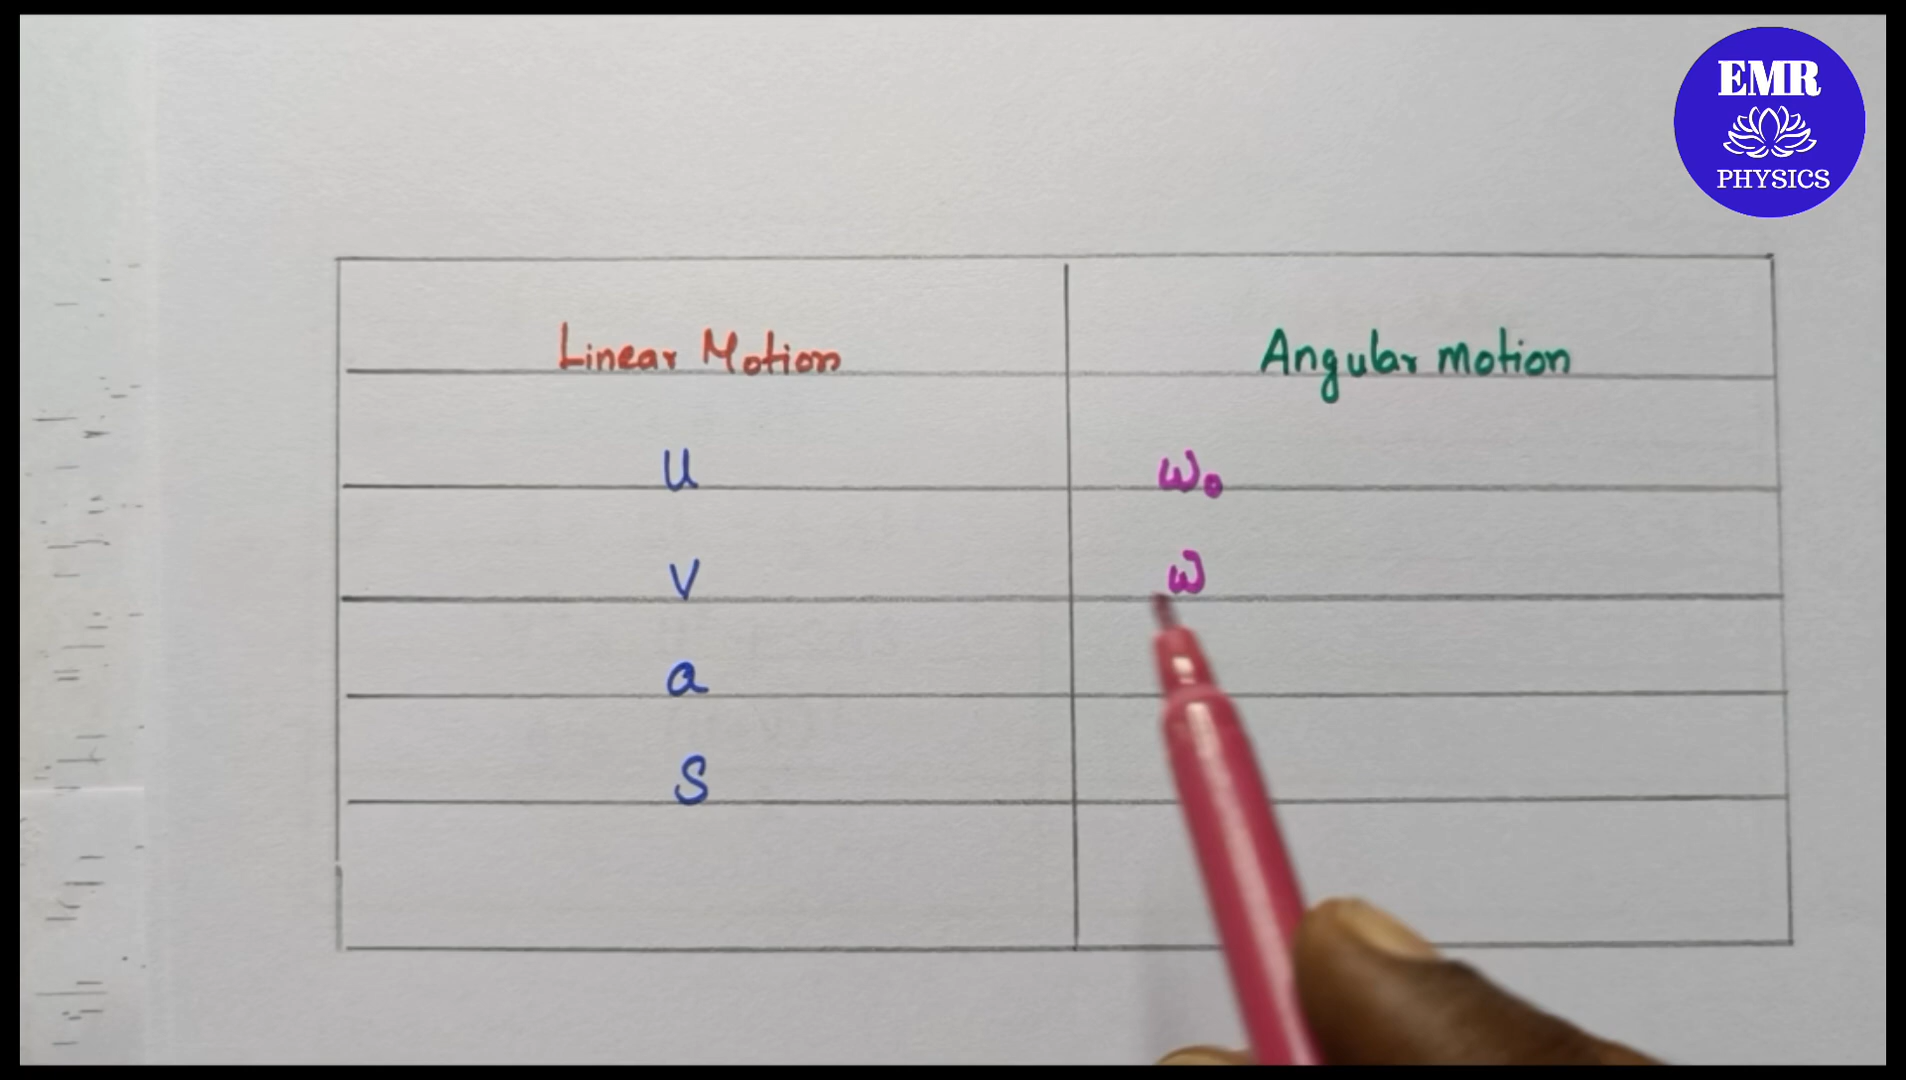 EMR
PHYSICS
Linear Motion
Angular motion
u
ω₀
v
ω
a
S